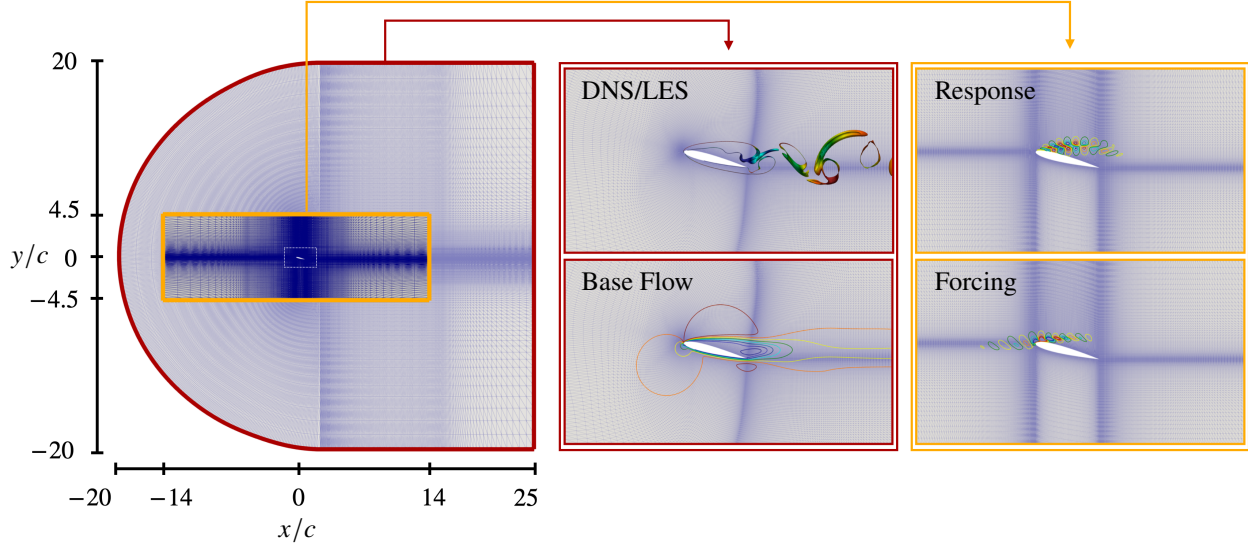 20
4.5
y/c 0
−4.5
−20
−20 −14 0 14 25
x/c
DNS/LES
Base Flow
Response
Forcing